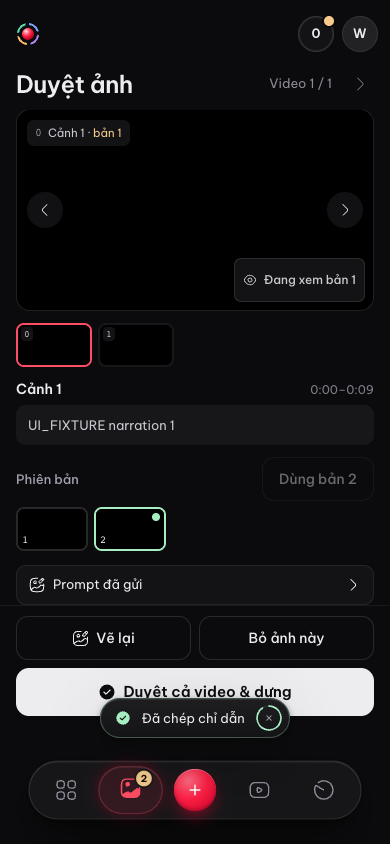 0
W
Duyệt ảnh
Video 1 / 1
0 Cảnh 1 · bản 1
Đang xem bản 1
0
1
Cảnh 1
0:00–0:09
UI_FIXTURE narration 1
Phiên bản
Dùng bản 2
1
2
Prompt đã gửi
Vẽ lại
Bỏ ảnh này
Duyệt cả video & dựng
Đã chép chỉ dẫn
2